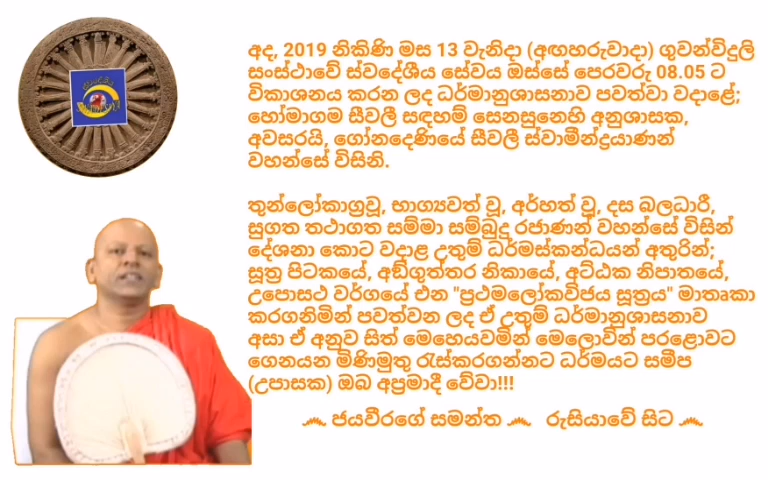 අද, 2019 නිකිණි මස 13 වැනිදා (අඟහරුවාදා) ගුවන්විදුලි
සංස්ථාවේ ස්වදේශීය සේවය ඔස්සේ පෙරවරු 08.05 ට
විකාශනය කරන ලද ධර්මානුශාසනාව පවත්වා වදාළේ;
හෝමාගම සීවලී සඳහම් සෙනසුනෙහි අනුශාසක,
අවසරයි, ගෝනදෙණියේ සීවලී ස්වාමීන්ද්‍රයාණන්
වහන්සේ විසිනි.

තුන්ලෝකාග්‍රවූ, භාග්‍යවත් වූ, අර්හත් වූ, දස බලධාරී,
සුගත තථාගත සම්මා සම්බුදු රජාණන් වහන්සේ විසින්
දේශනා කොට වදාළ උතුම් ධර්මස්කන්ධයන් අතුරින්;
සූත්‍ර පිටකයේ, අඞ්ගුත්තර නිකායේ, අට්ඨක නිපාතයේ,
උපොසථ වර්ගයේ එන "ප්‍රථමලෝකවිජය සූත්‍රය" මාතෘකා
කරගනිමින් පවත්වන ලද ඒ උතුම් ධර්මානුශාසනාව
අසා ඒ අනුව සිත් මෙහෙයවමින් මෙලොවින් පරළොවට
ගෙනයන මිණිමුතු රැස්කරගන්නට ධර්මයට සමීප
(උපාසක) ඔබ අප්‍රමාදී වේවා!!!
ජයවීරගේ සමන්ත රුසියාවේ සිට